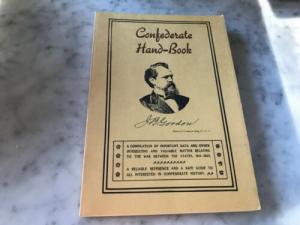 Confederate
Hand-Book
J B Gordon
A COMPILATION OF IMPORTANT DATA AND OTHER
INTERESTING AND VALUABLE MATTER RELATING
TO THE WAR BETWEEN THE STATES, 1861-1865.
A RELIABLE REFERENCE AND A SAFE GUIDE TO
ALL INTERESTED IN CONFEDERATE HISTORY.